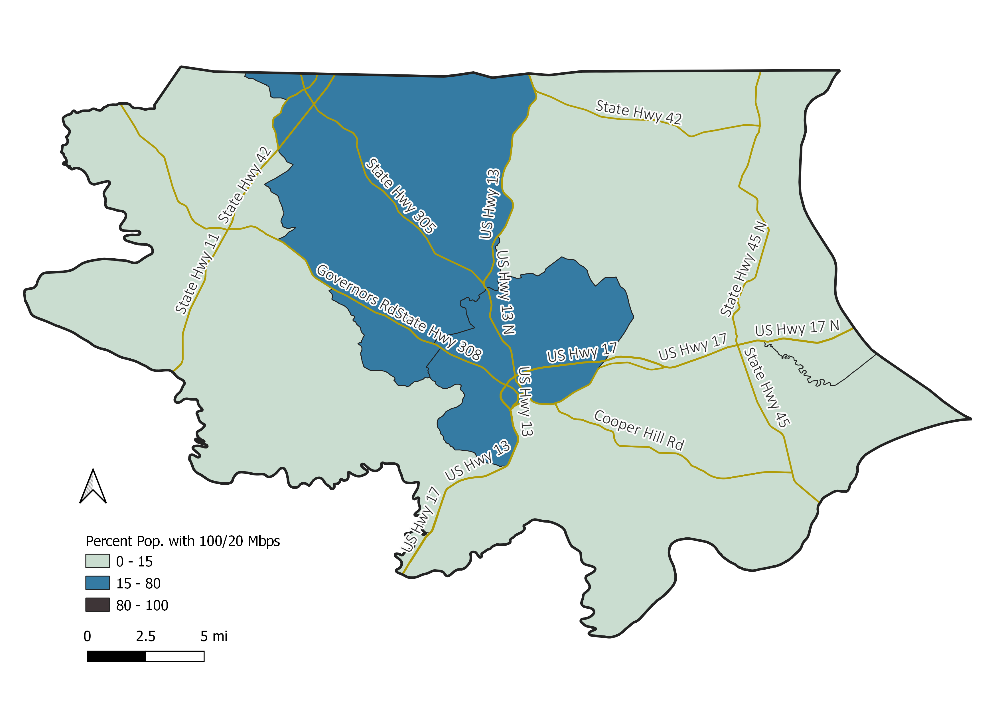 State Hwy 42
State Hwy 42
State Hwy 305
US Hwy 13
State Hwy 11
State Hwy 45 N
US Hwy 13 N
Governors Rd
State Hwy 308
US Hwy 17
US Hwy 17
US Hwy 17 N
State Hwy 45
US Hwy 13
Cooper Hill Rd
US Hwy 13
US Hwy 17
Percent Pop. with 100/20 Mbps
0 - 15
15 - 80
80 - 100
0 2.5 5 mi